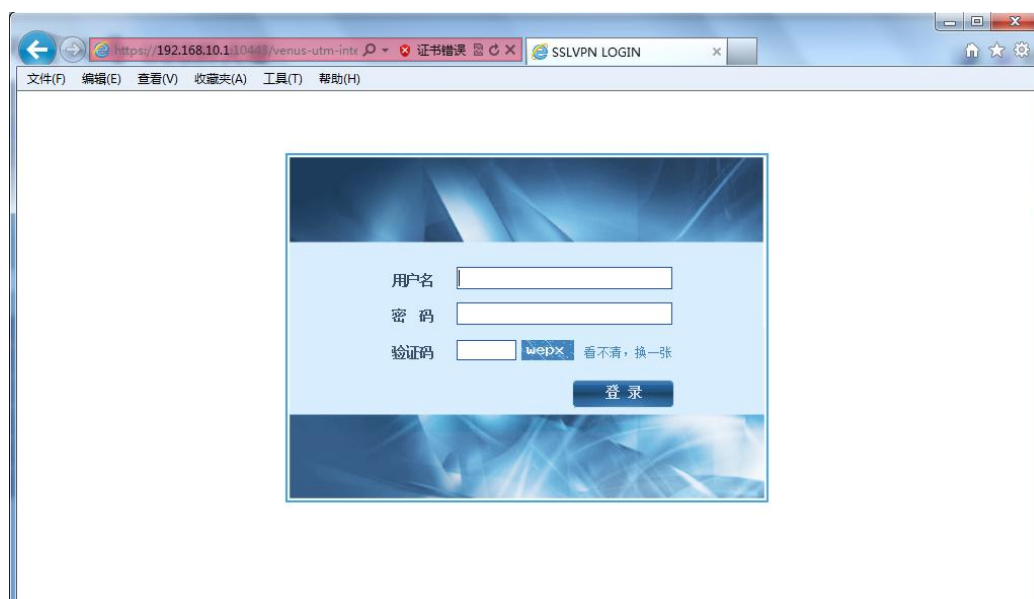 https://192.168.10.1:10443/venus-utm-inte 证书错误 SSLVPN LOGIN
文件(F) 编辑(E) 查看(V) 收藏夹(A) 工具(T) 帮助(H)
用户名
密 码
验证码 wepx 看不清，换一张
登 录